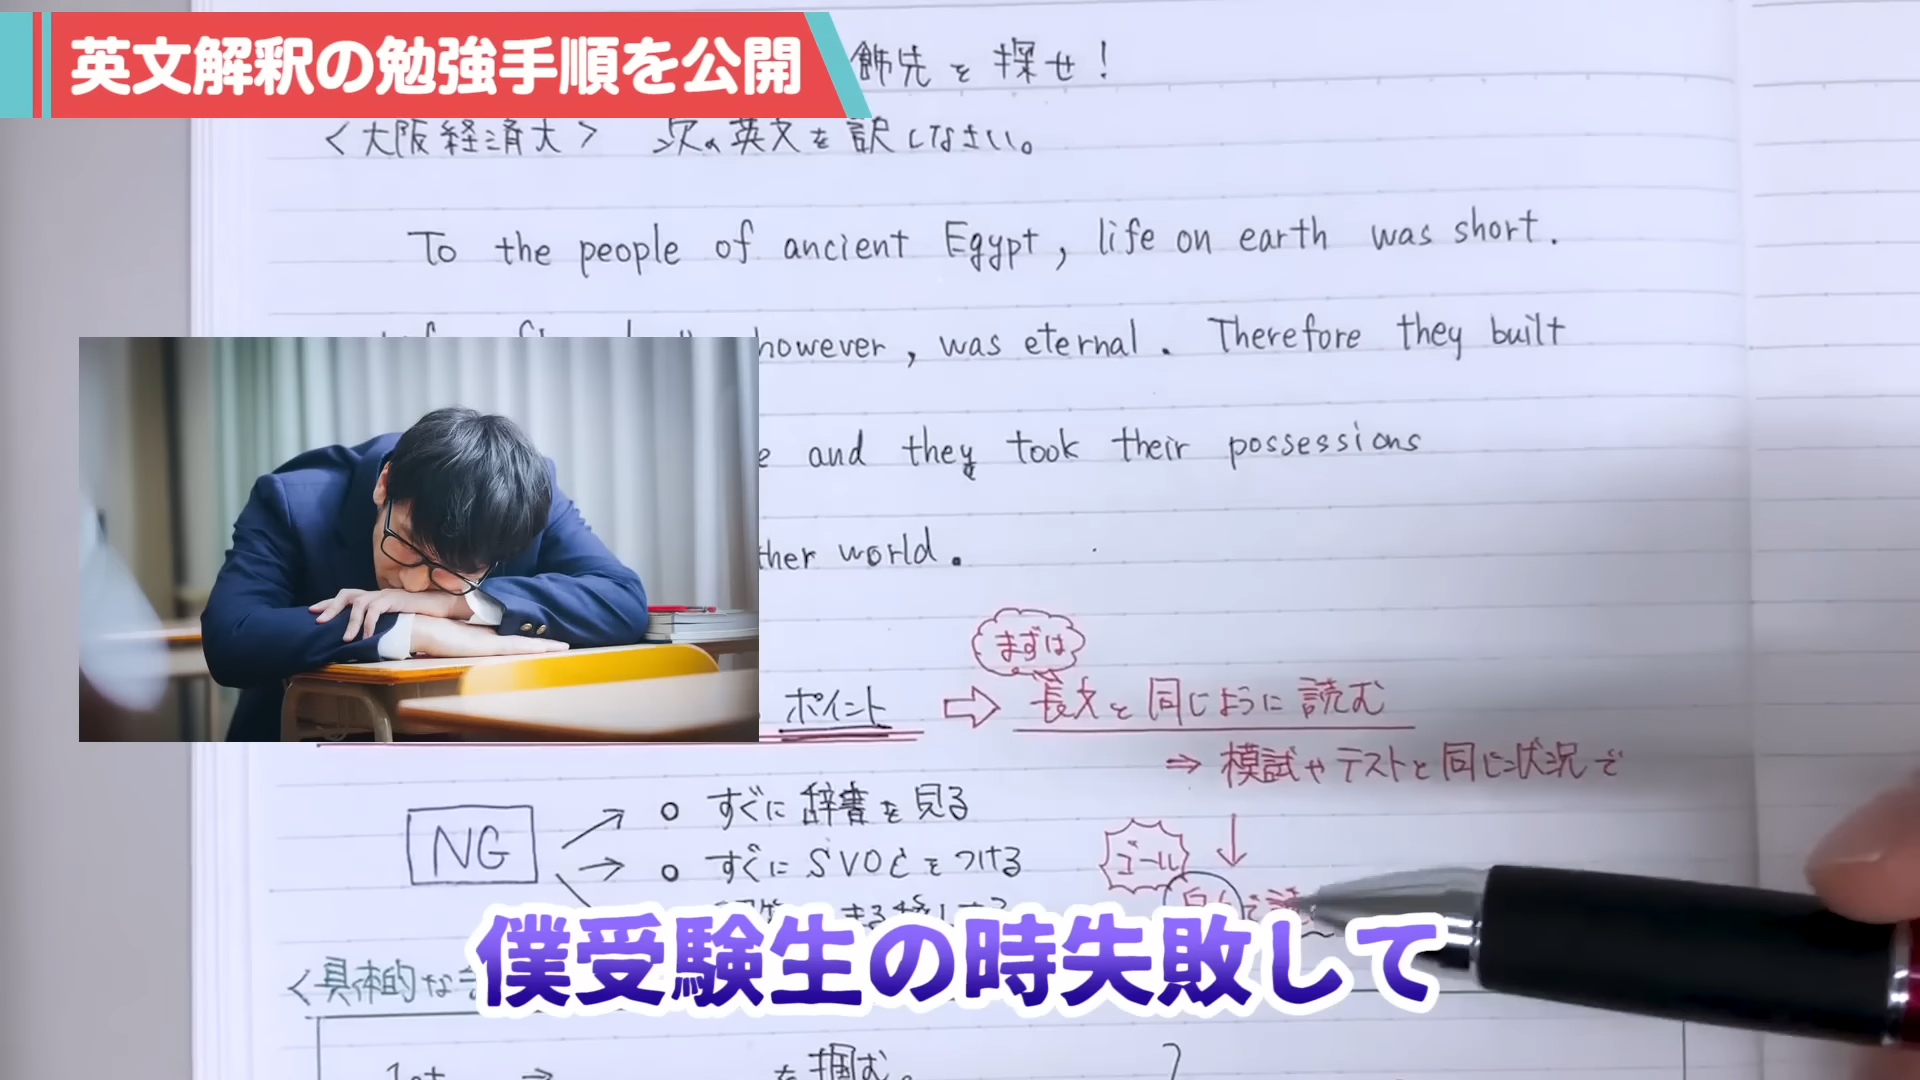 英文解釈の勉強手順を公開
飾先を探せ！
＜大阪経済大＞ 次の英文を訳しなさい。
To the people of ancient Egypt, life on earth was short.
however, was eternal. Therefore they built
and they took their possessions
ther world.
まずは
ポイント ⇨ 長文と同じように読む
⇒ 模試やテストと同じ状況で
NG
○ すぐに辞書を見る
○ すぐにSVOCをつける
ゴール ↓
僕受験生の時失敗して
＜具体的な
1st ⇒ を掴む。